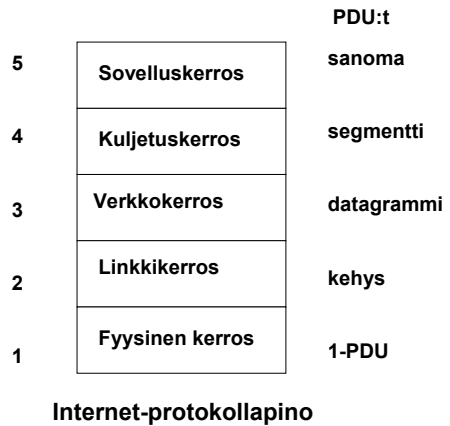 PDU:t
5 Sovelluskerros sanoma
4 Kuljetuskerros segmentti
3 Verkkokerros datagrammi
2 Linkkikerros kehys
1 Fyysinen kerros 1-PDU
Internet-protokollapino